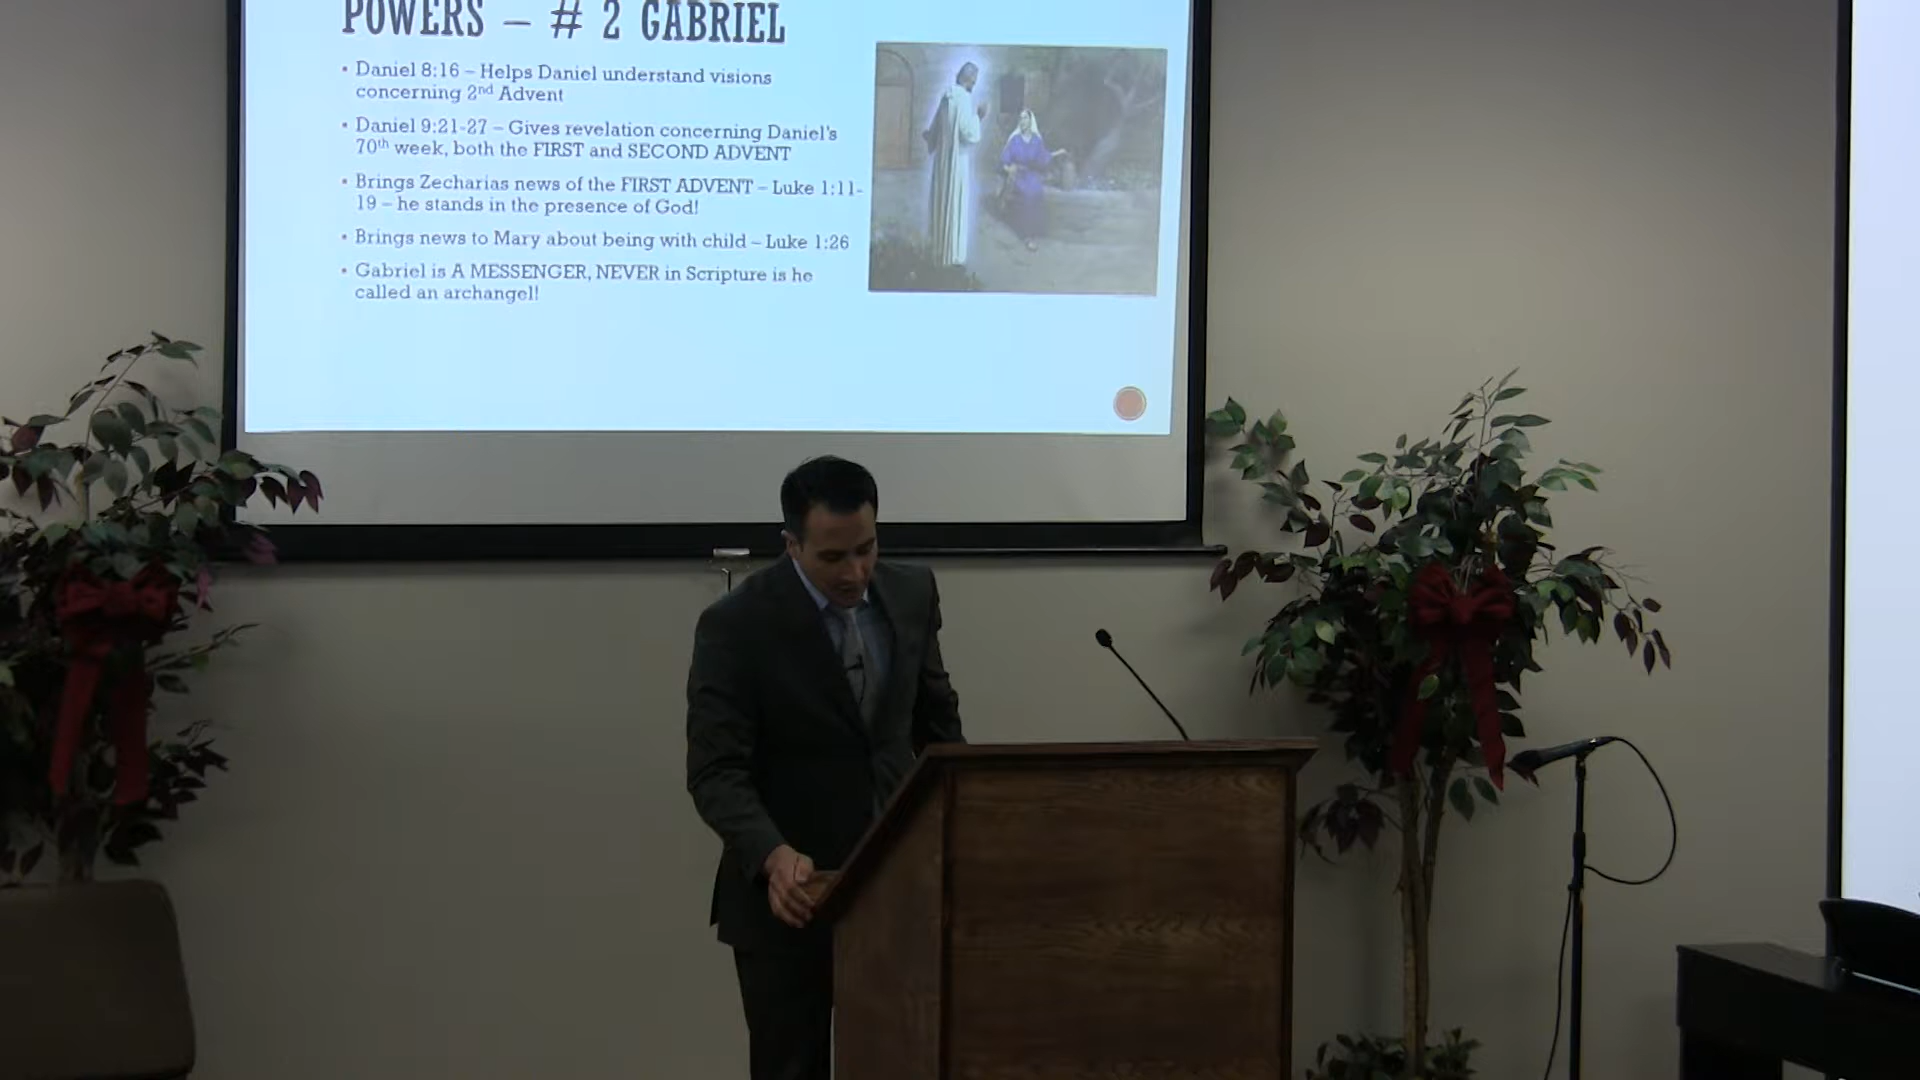 POWERS – # 2 GABRIEL
• Daniel 8:16 – Helps Daniel understand visions
concerning 2nd Advent
• Daniel 9:21-27 – Gives revelation concerning Daniel's
70th week, both the FIRST and SECOND ADVENT
• Brings Zecharias news of the FIRST ADVENT – Luke 1:11-
19 – he stands in the presence of God!
• Brings news to Mary about being with child – Luke 1:26
• Gabriel is A MESSENGER, NEVER in Scripture is he
called an archangel!